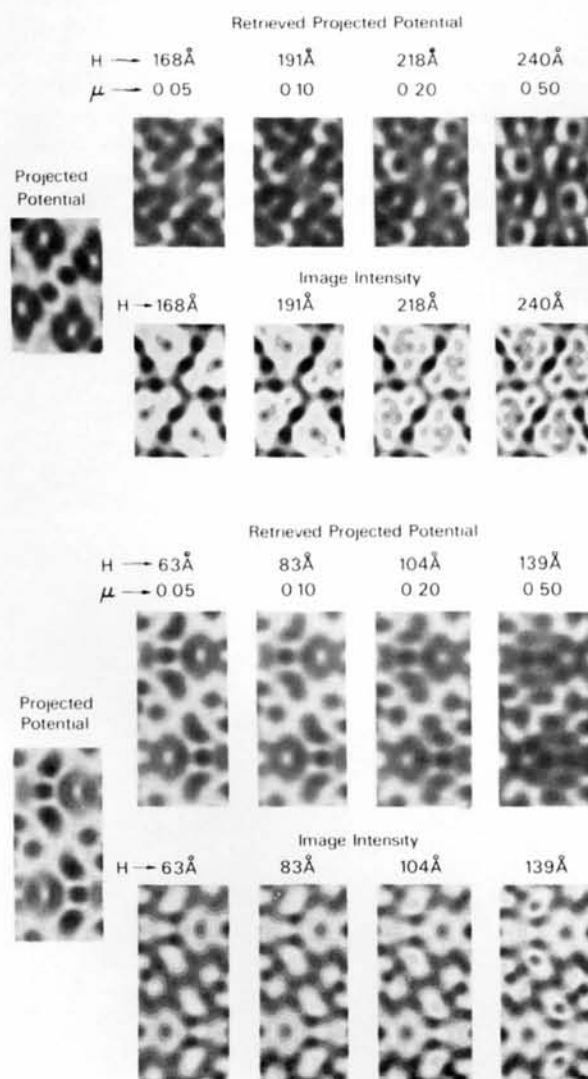 Retrieved Projected Potential
H → 168Å 191Å 218Å 240Å
μ → 0 05 0 10 0 20 0 50
Projected
Potential
Image Intensity
H → 168Å 191Å 218Å 240Å
Retrieved Projected Potential
H → 63Å 83Å 104Å 139Å
μ → 0 05 0 10 0 20 0 50
Projected
Potential
Image Intensity
H → 63Å 83Å 104Å 139Å